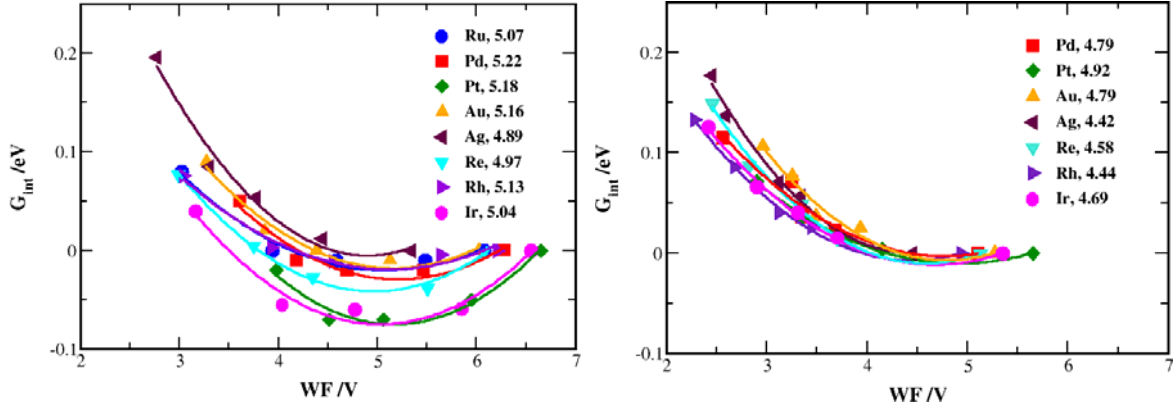 0.2
0.1
0
-0.1
G_int /eV
2
3
4
5
6
7
WF /V
Ru, 5.07
Pd, 5.22
Pt, 5.18
Au, 5.16
Ag, 4.89
Re, 4.97
Rh, 5.13
Ir, 5.04
0.2
0.1
0
-0.1
G_int /eV
2
3
4
5
6
7
WF /V
Pd, 4.79
Pt, 4.92
Au, 4.79
Ag, 4.42
Re, 4.58
Rh, 4.44
Ir, 4.69